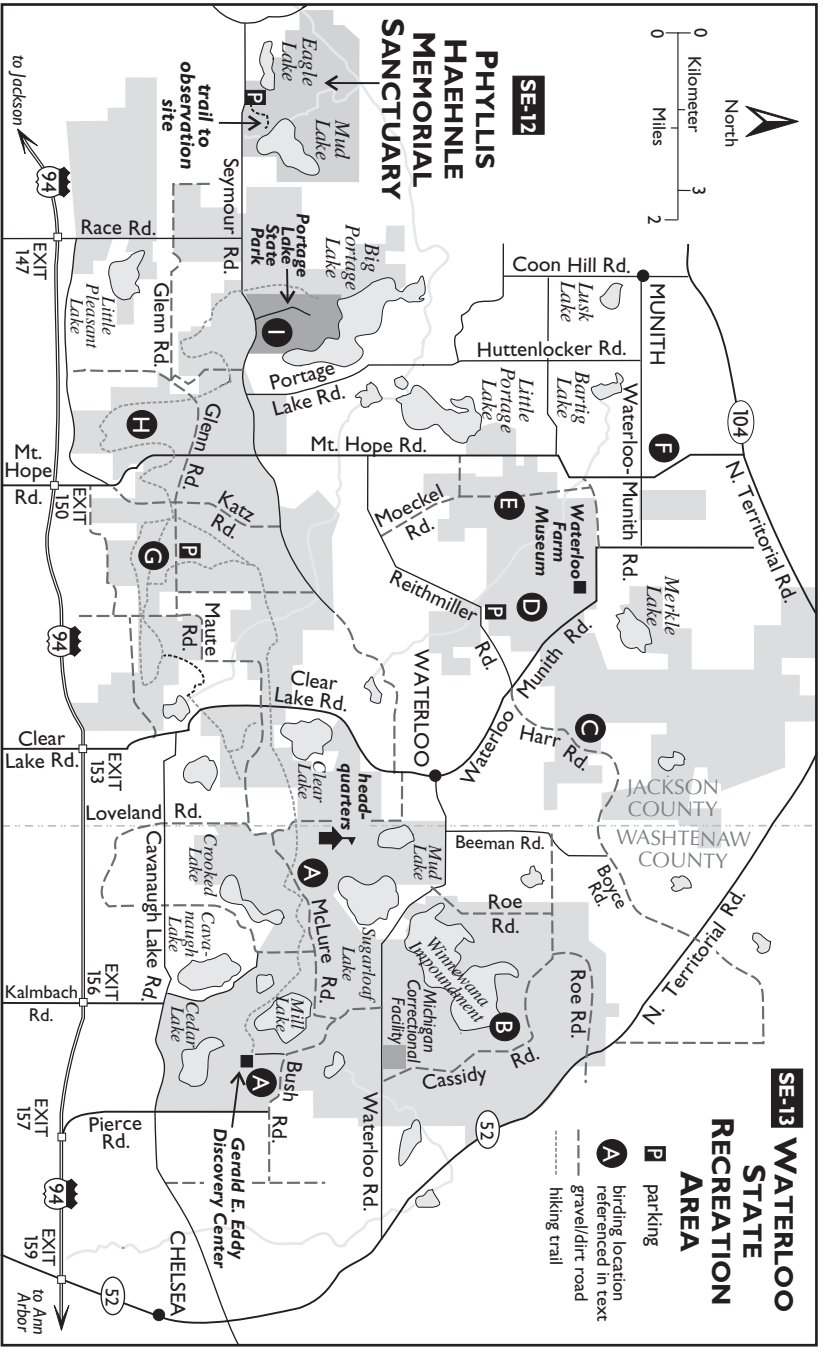 North
0 Kilometer 3
0 Miles 2
SE-12
PHYLLIS
HAEHNLE
MEMORIAL
SANCTUARY
Eagle
Lake
Mud
Lake
P
trail to
observation
site
to Jackson
94
Seymour Rd.
Race Rd.
EXIT
147
Little
Pleasant
Lake
Glenn Rd.
Portage
Lake
State
Park
Big
Portage
Lake
I
Portage
Lake Rd.
Coon Hill Rd.
MUNITH
Lusk
Lake
Huttenlocker Rd.
Bartig
Lake
Little
Portage
Lake
Waterloo-Munith Rd.
104
N. Territorial Rd.
F
Mt. Hope Rd.
H
Glenn Rd.
Mt.
Hope
Rd.
EXIT
150
Katz
Rd.
Moeckel
Rd.
E
Waterloo
Farm
Museum
D
P
Reithmiller
Rd.
G
P
Maute
Rd.
94
Merkle
Lake
Waterloo Munith Rd.
C
Harr Rd.
WATERLOO
Clear
Lake Rd.
Clear
Lake Rd.
EXIT
153
Clear
Lake
head-
quarters
JACKSON
COUNTY
WASHTENAW
COUNTY
Loveland Rd.
Cavanaugh Lake Rd.
Crooked
Lake
Cava-
naugh
Lake
A
McLure Rd.
Mud
Lake
Sugarloaf
Lake
Beeman Rd.
Boyce
Rd.
Roe
Rd.
Roe Rd.
Winnewana
Impoundment
B
Michigan
Correctional
Facility
Cassidy Rd.
N. Territorial Rd.
Kalmbach
Rd.
EXIT
156
Cedar
Lake
Mill
Lake
A
Bush
Rd.
Waterloo Rd.
52
EXIT
157
Pierce
Rd.
Gerald E. Eddy
Discovery Center
94
EXIT
159
to Ann
Arbor
52
CHELSEA
SE-13 WATERLOO
STATE
RECREATION
AREA
P parking
A birding location
referenced in text
gravel/dirt road
hiking trail